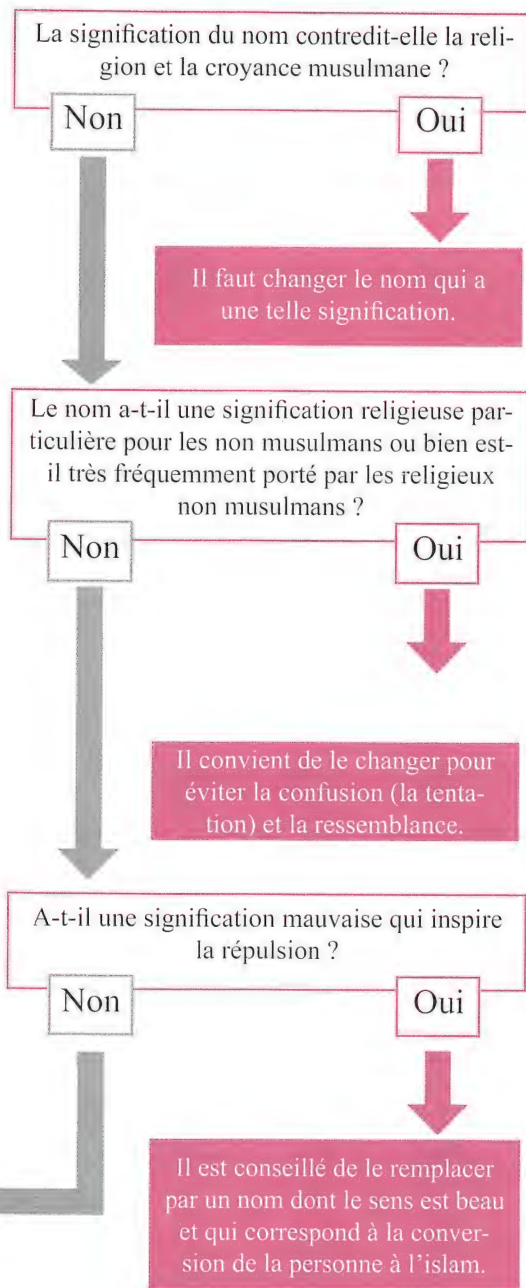 La signification du nom contredit-elle la reli-
gion et la croyance musulmane ?
Non
Oui
Il faut changer le nom qui a
une telle signification.
Le nom a-t-il une signification religieuse par-
ticulière pour les non musulmans ou bien est-
il très fréquemment porté par les religieux
non musulmans ?
Non
Oui
Il convient de le changer pour
éviter la confusion (la tenta-
tion) et la ressemblance.
A-t-il une signification mauvaise qui inspire
la répulsion ?
Non
Oui
Il est conseillé de le remplacer
par un nom dont le sens est beau
et qui correspond à la conver-
sion de la personne à l’islam.